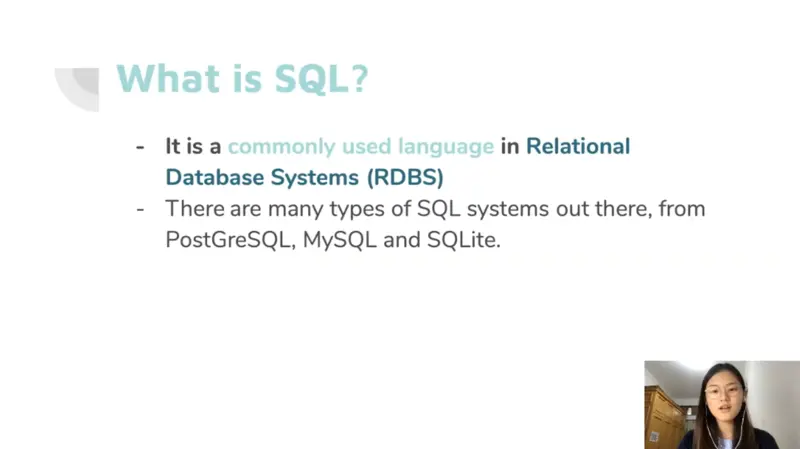 What is SQL?
- It is a commonly used language in Relational
Database Systems (RDBS)
- There are many types of SQL systems out there, from
PostGreSQL, MySQL and SQLite.